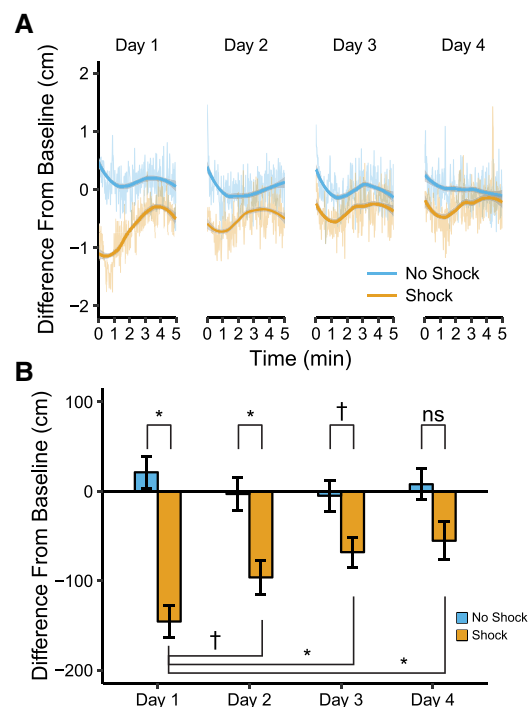 A
Day 1 Day 2 Day 3 Day 4
Difference From Baseline (cm)
2
1
0
−1
−2
No Shock
Shock
0 1 2 3 4 5 0 1 2 3 4 5 0 1 2 3 4 5 0 1 2 3 4 5
Time (min)
B
Difference From Baseline (cm)
100
0
−100
−200
* * † ns
No Shock
Shock
†
*
*
Day 1 Day 2 Day 3 Day 4